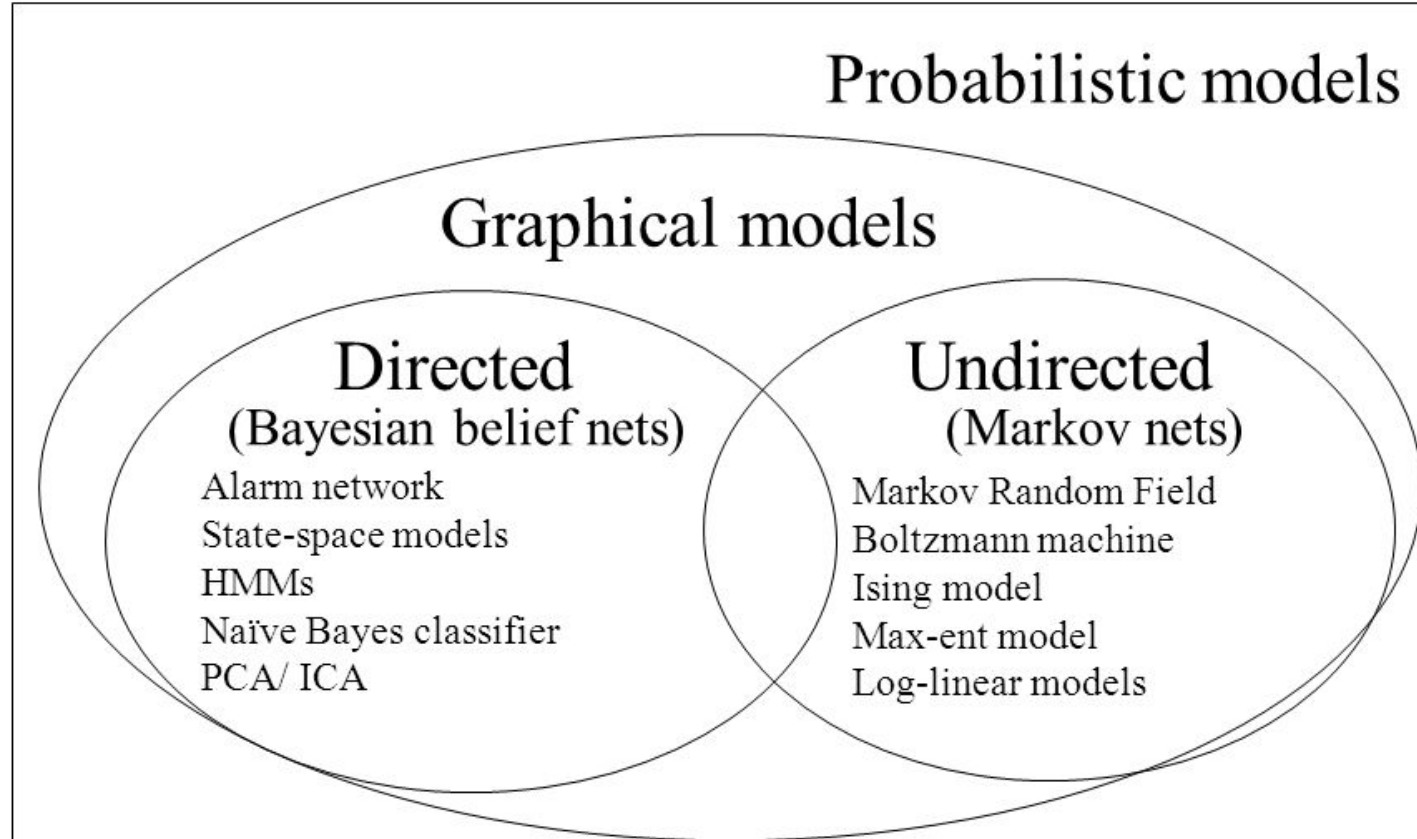 Probabilistic models
Graphical models
Directed
(Bayesian belief nets)
Alarm network
State-space models
HMMs
Naïve Bayes classifier
PCA/ ICA
Undirected
(Markov nets)
Markov Random Field
Boltzmann machine
Ising model
Max-ent model
Log-linear models